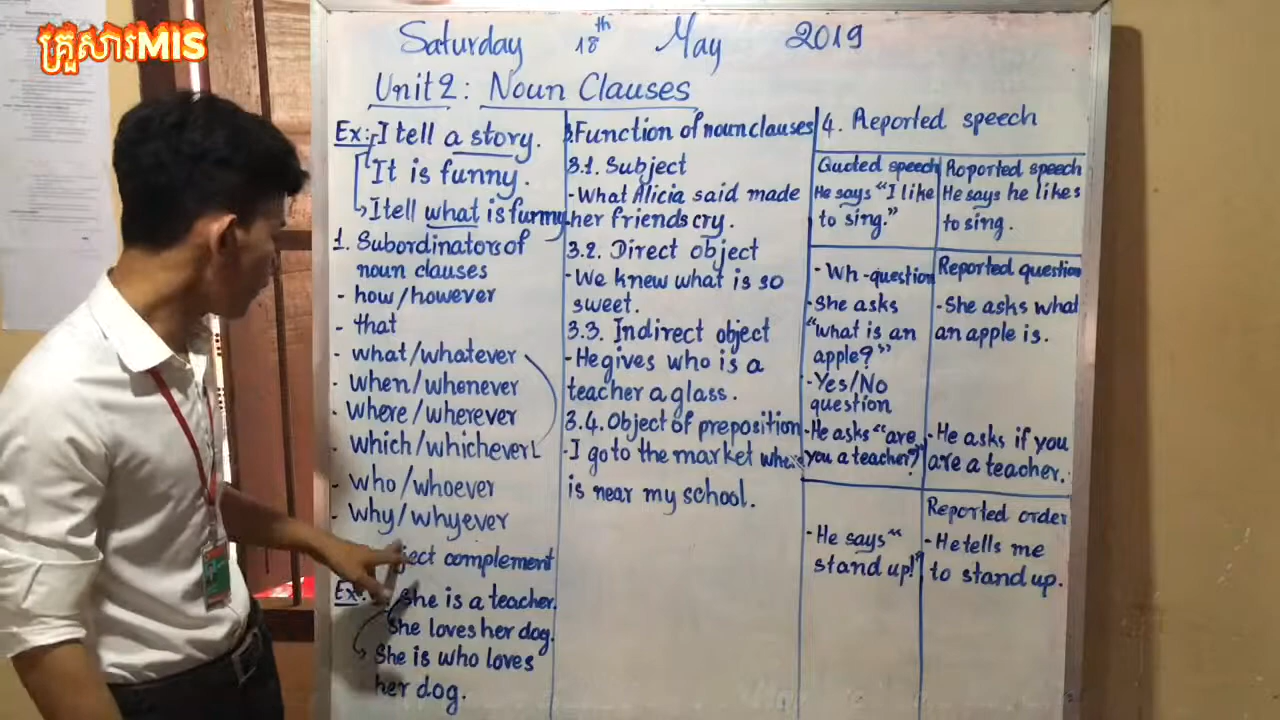 គ្រួសារMIS
Saturday 18th May 2019
Unit 2: Noun Clauses
Ex: I tell a story.
It is funny.
I tell what is funny.
1. Subordinators of
noun clauses
- how/however
- that
- what/whatever
- when/whenever
- where/wherever
- which/whichever
- who/whoever
- why/whyever
complement
Ex: She is a teacher.
She loves her dog.
She is who loves
her dog.
Function of noun clauses
3.1. Subject
- What Alicia said made
her friends cry.
3.2. Direct object
- We knew what is so
sweet.
3.3. Indirect object
- He gives who is a
teacher a glass.
3.4. Object of preposition
- I go to the market
is near my school.
4. Reported speech
Quoted speech
He says "I like
to sing."
Roported speech
He says he likes
to sing.
- Wh-question
- She asks
"what is an
apple?"
- Yes/No
question
- He asks "are
you a teacher?"
Reported question
- She asks what
an apple is.
- He asks if you
are a teacher.
- He says "
stand up!"
Reported order
- He tells me
to stand up.